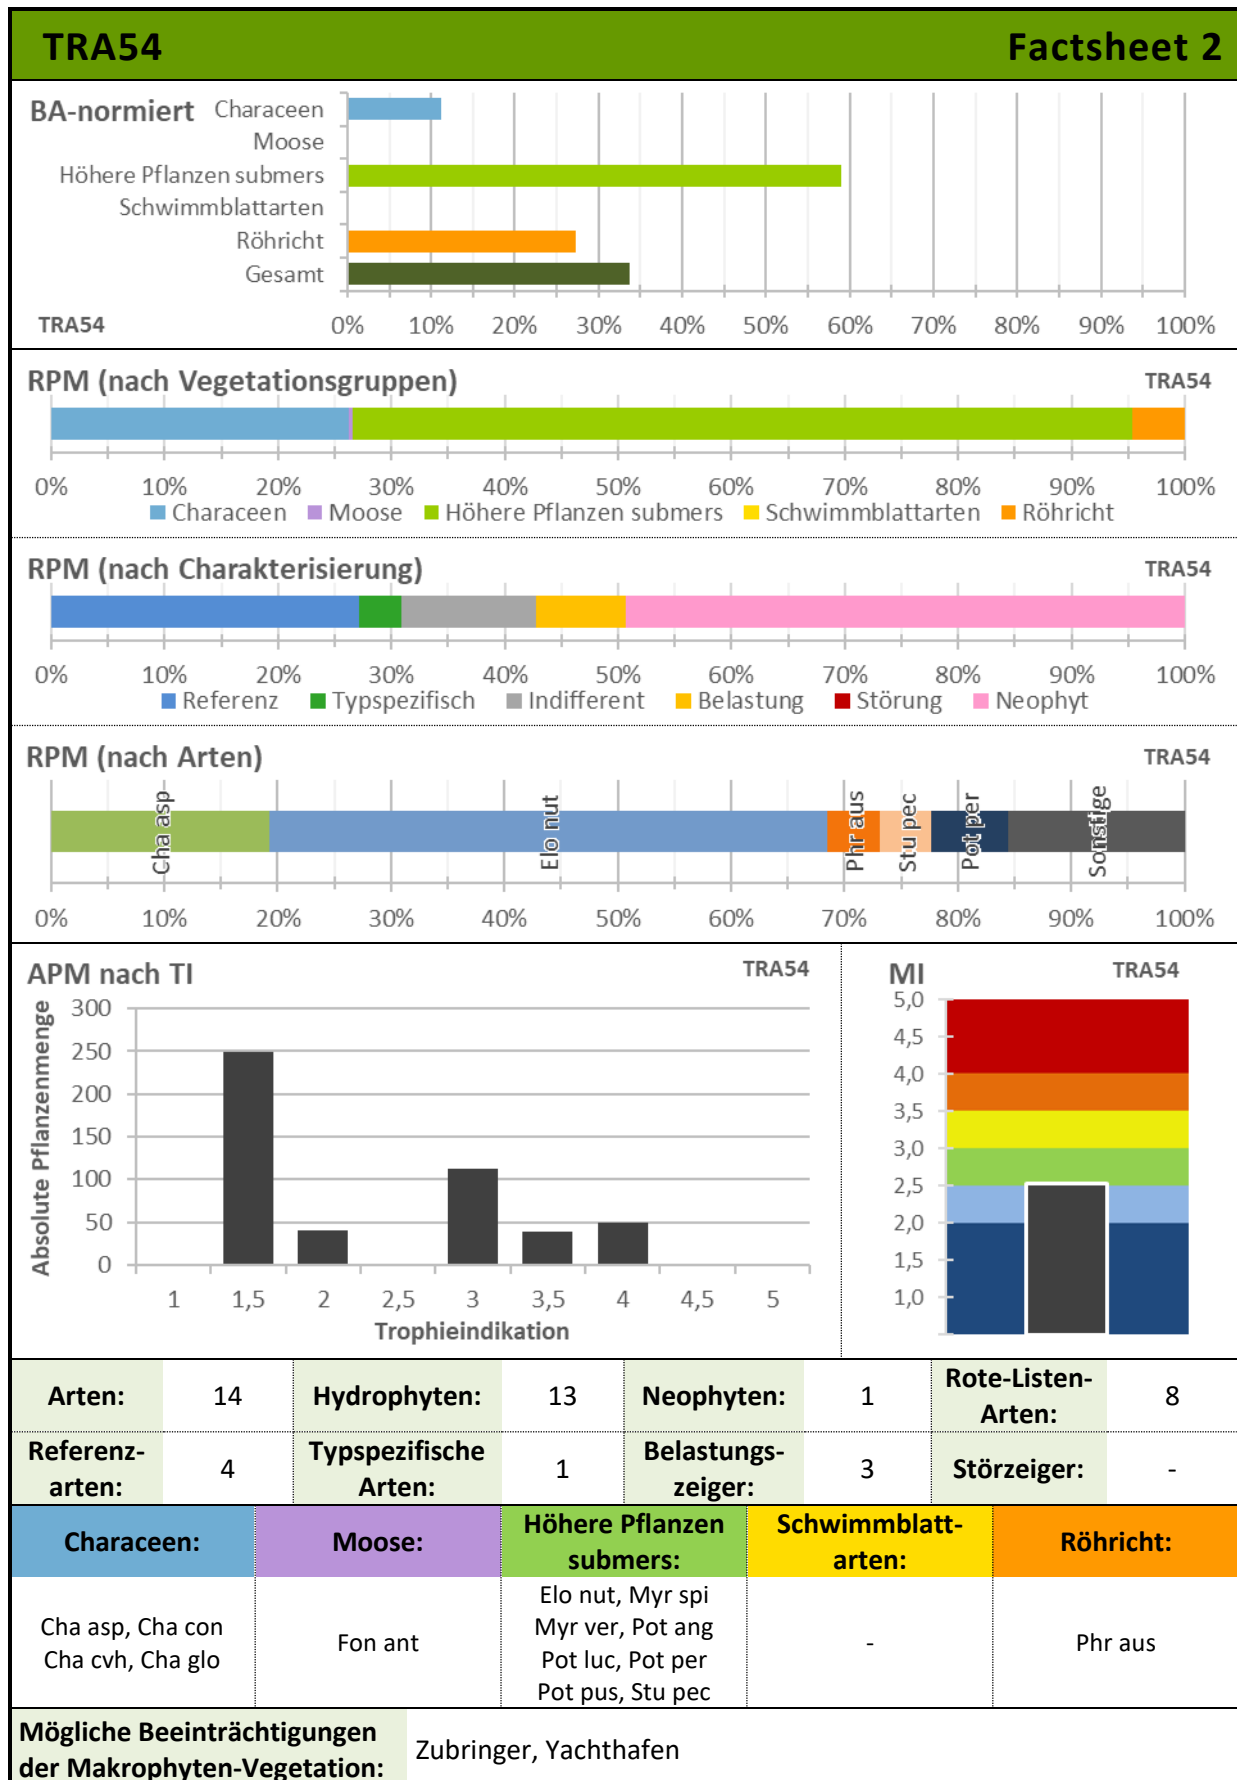 TRA54 Factsheet 2
BA-normiert
Characeen
Moose
Höhere Pflanzen submers
Schwimmblattarten
Röhricht
Gesamt
TRA54
0% 10% 20% 30% 40% 50% 60% 70% 80% 90% 100%
RPM (nach Vegetationsgruppen) TRA54
0% 10% 20% 30% 40% 50% 60% 70% 80% 90% 100%
Characeen Moose Höhere Pflanzen submers Schwimmblattarten Röhricht
RPM (nach Charakterisierung) TRA54
0% 10% 20% 30% 40% 50% 60% 70% 80% 90% 100%
Referenz Typspezifisch Indifferent Belastung Störung Neophyt
RPM (nach Arten) TRA54
Cha asp
Elo nut
Phr aus
Stu pec
Pot per
Sonstige
0% 10% 20% 30% 40% 50% 60% 70% 80% 90% 100%
APM nach TI TRA54
Absolute Pflanzenmenge
300
250
200
150
100
50
0
1 1,5 2 2,5 3 3,5 4 4,5 5
Trophieindikation
MI TRA54
5,0
4,5
4,0
3,5
3,0
2,5
2,0
1,5
1,0
Arten: 14 Hydrophyten: 13 Neophyten: 1 Rote-Listen-
Arten: 8
Referenz-
arten: 4 Typspezifische
Arten: 1 Belastungs-
zeiger: 3 Störzeiger: -
Characeen: Moose: Höhere Pflanzen
submers: Schwimmblatt-
arten: Röhricht:
Cha asp, Cha con
Cha cvh, Cha glo
Fon ant
Elo nut, Myr spi
Myr ver, Pot ang
Pot luc, Pot per
Pot pus, Stu pec
-
Phr aus
Mögliche Beeinträchtigungen
der Makrophyten-Vegetation:
Zubringer, Yachthafen